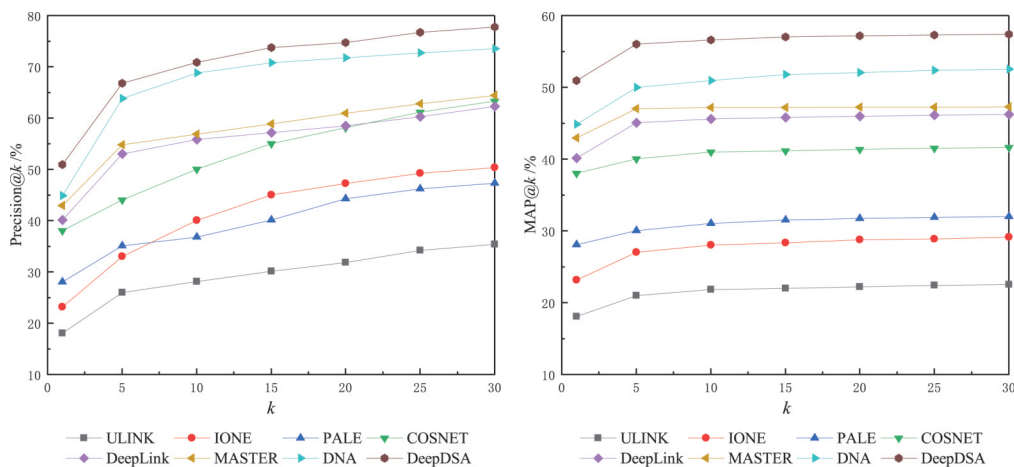 80
70
60
50
40
30
20
10
Precision@k /%
0 5 10 15 20 25 30
k
ULINK IONE PALE COSNET
DeepLink MASTER DNA DeepDSA
60
50
40
30
20
10
MAP@k /%
0 5 10 15 20 25 30
k
ULINK IONE PALE COSNET
DeepLink MASTER DNA DeepDSA